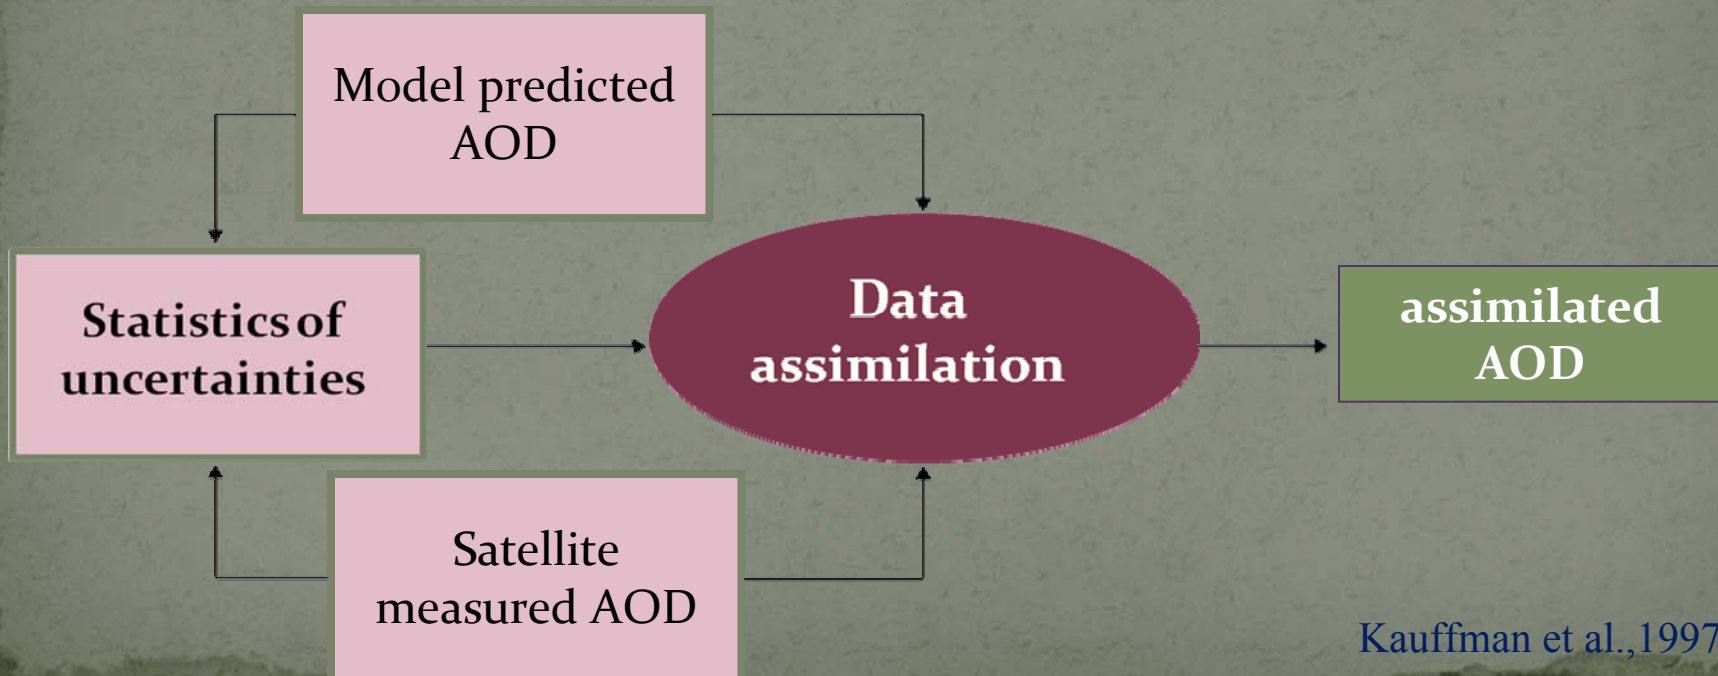 Model predicted
AOD
Statistics of
uncertainties
Data
assimilation
assimilated
AOD
Satellite
measured AOD
Kauffman et al.,1997